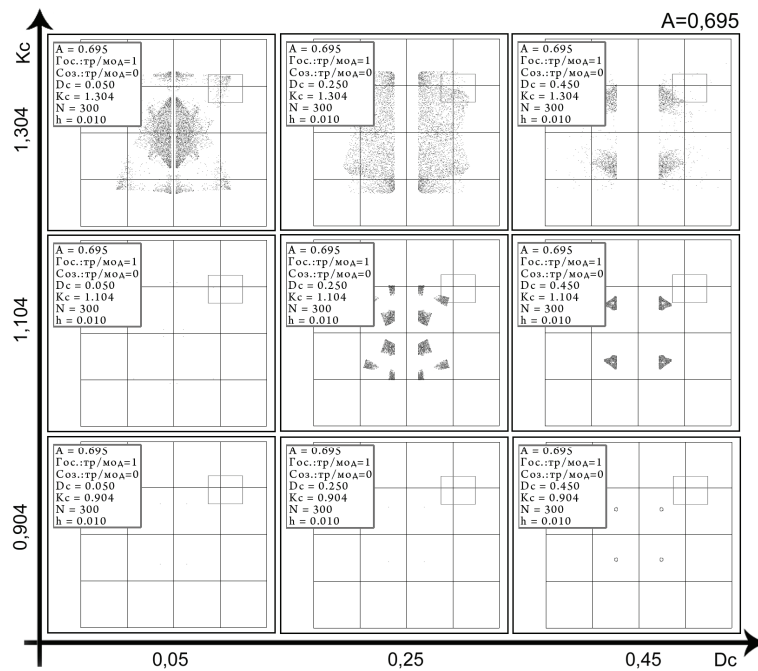 A=0,695
Kc
1,304
A = 0.695
Гос.:тр/мод=1
Соз.:тр/мод=0
Dc = 0.050
Kc = 1.304
N = 300
h = 0.010
A = 0.695
Гос.:тр/мод=1
Соз.:тр/мод=0
Dc = 0.250
Kc = 1.304
N = 300
h = 0.010
A = 0.695
Гос.:тр/мод=1
Соз.:тр/мод=0
Dc = 0.450
Kc = 1.304
N = 300
h = 0.010
1,104
A = 0.695
Гос.:тр/мод=1
Соз.:тр/мод=0
Dc = 0.050
Kc = 1.104
N = 300
h = 0.010
A = 0.695
Гос.:тр/мод=1
Соз.:тр/мод=0
Dc = 0.250
Kc = 1.104
N = 300
h = 0.010
A = 0.695
Гос.:тр/мод=1
Соз.:тр/мод=0
Dc = 0.450
Kc = 1.104
N = 300
h = 0.010
0,904
A = 0.695
Гос.:тр/мод=1
Соз.:тр/мод=0
Dc = 0.050
Kc = 0.904
N = 300
h = 0.010
A = 0.695
Гос.:тр/мод=1
Соз.:тр/мод=0
Dc = 0.250
Kc = 0.904
N = 300
h = 0.010
A = 0.695
Гос.:тр/мод=1
Соз.:тр/мод=0
Dc = 0.450
Kc = 0.904
N = 300
h = 0.010
0,05
0,25
0,45
Dc